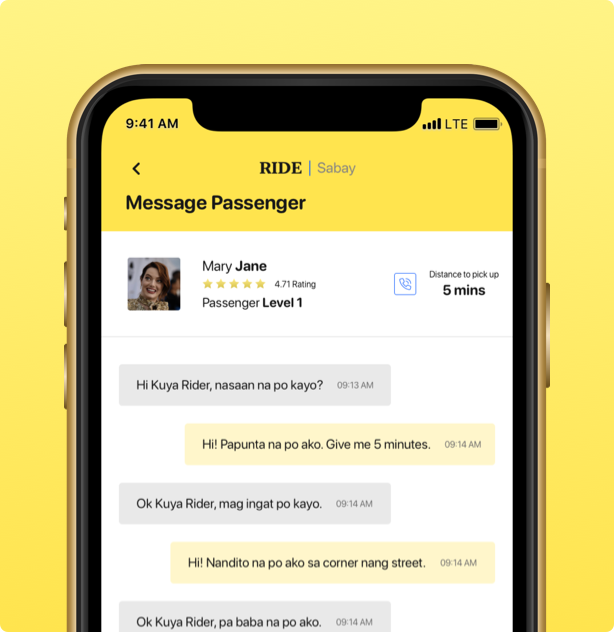 9:41 AM LTE
RIDE | Sabay
Message Passenger
Mary Jane
4.71 Rating
Passenger Level 1
Distance to pick up
5 mins
Hi Kuya Rider, nasaan na po kayo? 09:13 AM
Hi! Papunta na po ako. Give me 5 minutes. 09:14 AM
Ok Kuya Rider, mag ingat po kayo. 09:14 AM
Hi! Nandito na po ako sa corner nang street. 09:14 AM
Ok Kuya Rider, pa baba na po ako. 09:14 AM